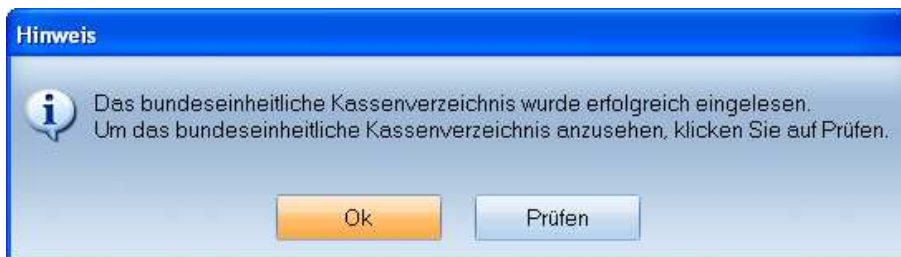 Hinweis
Das bundeseinheitliche Kassenverzeichnis wurde erfolgreich eingelesen.
Um das bundeseinheitliche Kassenverzeichnis anzusehen, klicken Sie auf Prüfen.
Ok Prüfen